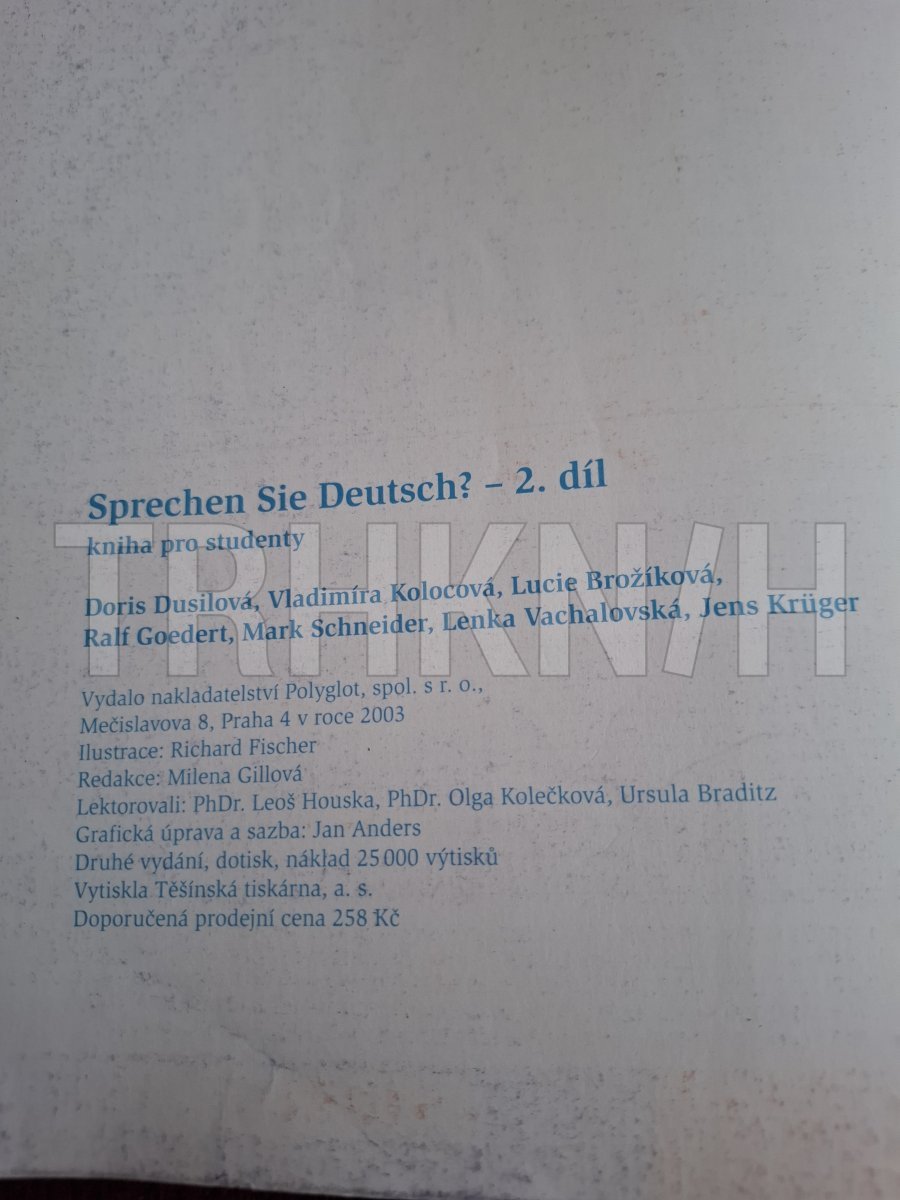 Sprechen Sie Deutsch? – 2. díl
kniha pro studenty
TRHKN/H
Doris Dusilová, Vladimíra Kolocová, Lucie Brožíková,
Ralf Goedert, Mark Schneider, Lenka Vachalovská, Jens Krüger
Vydalo nakladatelství Polyglot, spol. s r. o.,
Mečislavova 8, Praha 4 v roce 2003
Ilustrace: Richard Fischer
Redakce: Milena Gillová
Lektorovali: PhDr. Leoš Houska, PhDr. Olga Kolečková, Ursula Braditz
Grafická úprava a sazba: Jan Anders
Druhé vydání, dotisk, náklad 25 000 výtisků
Vytiskla Těšínská tiskárna, a. s.
Doporučená prodejní cena 258 Kč